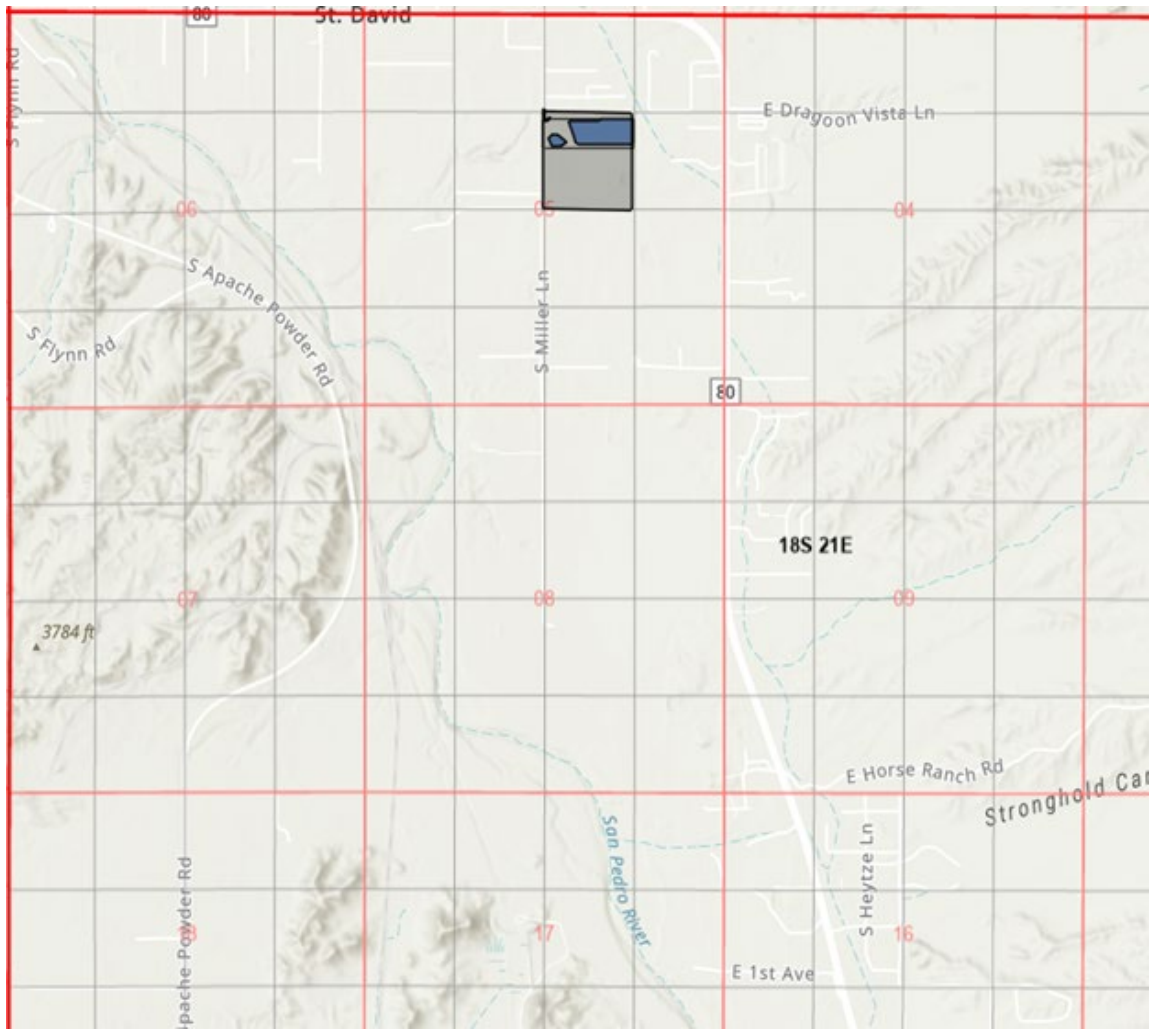 80
St. David
S Flynn Rd
E Dragoon Vista Ln
06
05
04
S Apache Powder Rd
S Flynn Rd
S Miller Ln
80
18S 21E
07
08
09
3784 ft
E Horse Ranch Rd
Stronghold Car
San Pedro River
S Heytze Ln
Apache Powder Rd
17
16
E 1st Ave